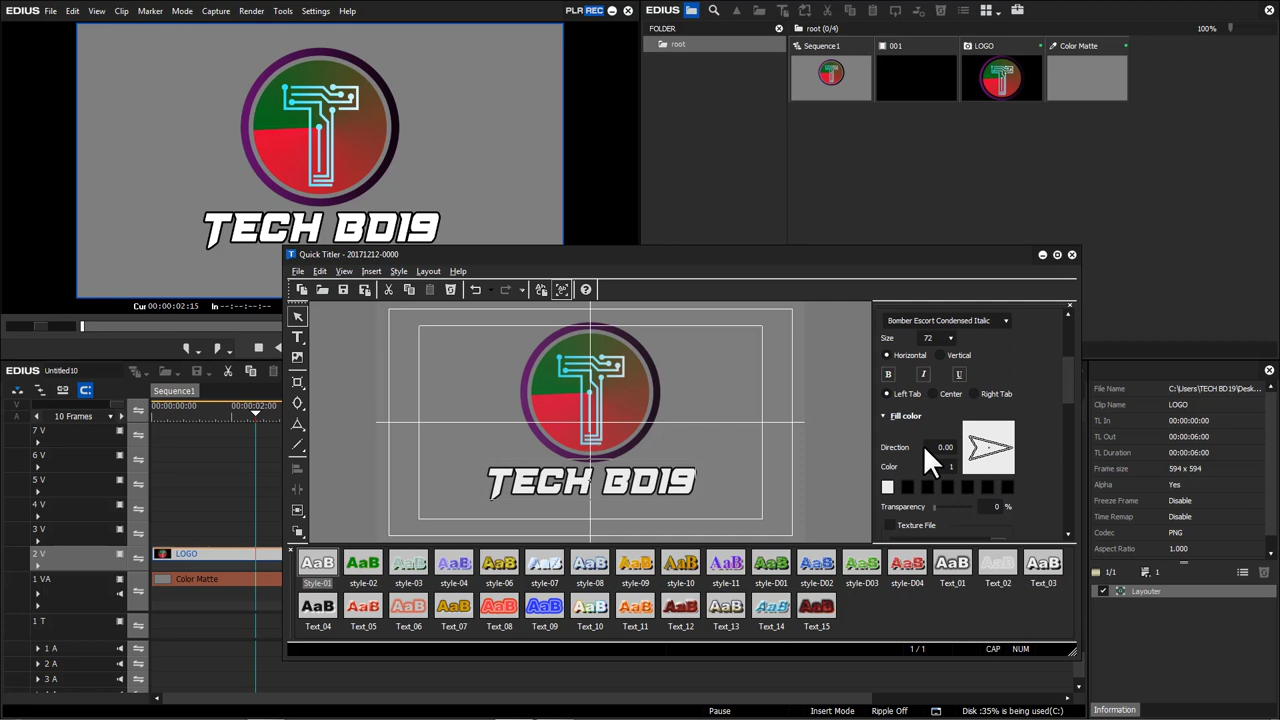 EDIUS File Edit View Clip Marker Mode Capture Render Tools Settings Help PLR REC
EDIUS
FOLDER
root (0/4)
100%
root
Sequence1
001
LOGO
Color Matte
TECH BD19
Cur 00:00:02:15 In --:--:--:--
Quick Titler - 20171212-0000
File Edit View Insert Style Layout Help
TECH BD19
Bomber Escort Condensed Italic
Size 72
Horizontal Vertical
B I U
Left Tab Center Right Tab
Fill color
Direction 0.00
Color 1
Transparency 0 %
Texture File
AaB AaB AaB AaB AaB AaB AaB AaB AaB AaB AaB AaB AaB AaB AaB AaB AaB
Style-01 style-02 style-03 style-04 style-06 style-07 style-08 style-09 style-10 style-11 style-D01 style-D02 style-D03 style-D04 Text_01 Text_02 Text_03
AaB AaB AaB AaB AaB AaB AaB AaB AaB AaB AaB AaB
Text_04 Text_05 Text_06 Text_07 Text_08 Text_09 Text_10 Text_11 Text_12 Text_13 Text_14 Text_15
1 / 1 CAP NUM
EDIUS Untitled10
Sequence1
V
A 10 Frames
00:00:00:00 00:00:02:00
7 V
6 V
5 V
4 V
3 V
2 V LOGO
1 VA Color Matte
1 T
1 A
2 A
3 A
File Name C:\Users\TECH BD19\Desk...
Clip Name LOGO
TL In 00:00:00:00
TL Out 00:00:06:00
TL Duration 00:00:06:00
Frame size 594 x 594
Alpha Yes
Freeze Frame Disable
Time Remap Disable
Codec PNG
Aspect Ratio 1.000
1/1 1
Layouter
Information
Pause Insert Mode Ripple Off Disk :35% is being used(C:)